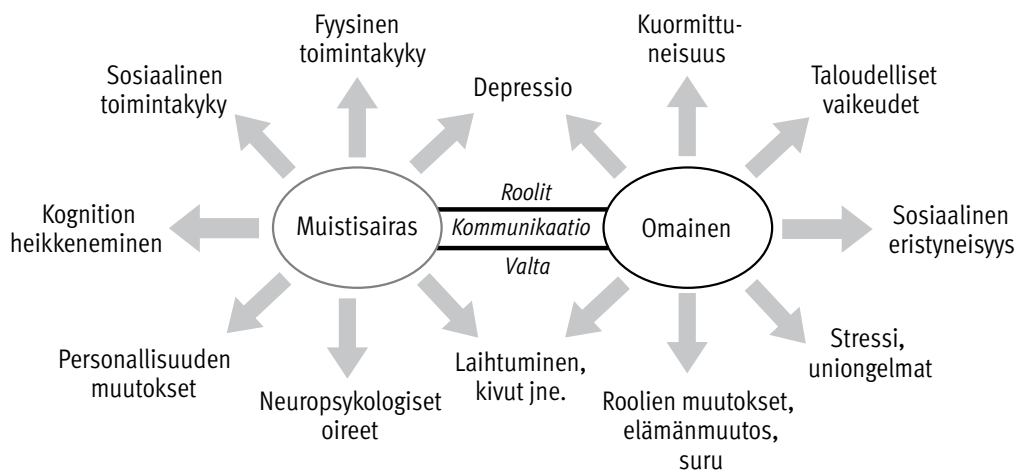 Fyysinen
toimintakyky
Kuormittu-
neisuus
Sosiaalinen
toimintakyky
Depressio
Taloudelliset
vaikeudet
Kognition
heikkeneminen
Muistisairas
Roolit
Kommunikaatio
Valta
Omainen
Sosiaalinen
eristyneisyys
Personallisuuden
muutokset
Neuropsykologiset
oireet
Laihtuminen,
kivut jne.
Roolien muutokset,
elämänmuutos,
suru
Stressi,
uniongelmat